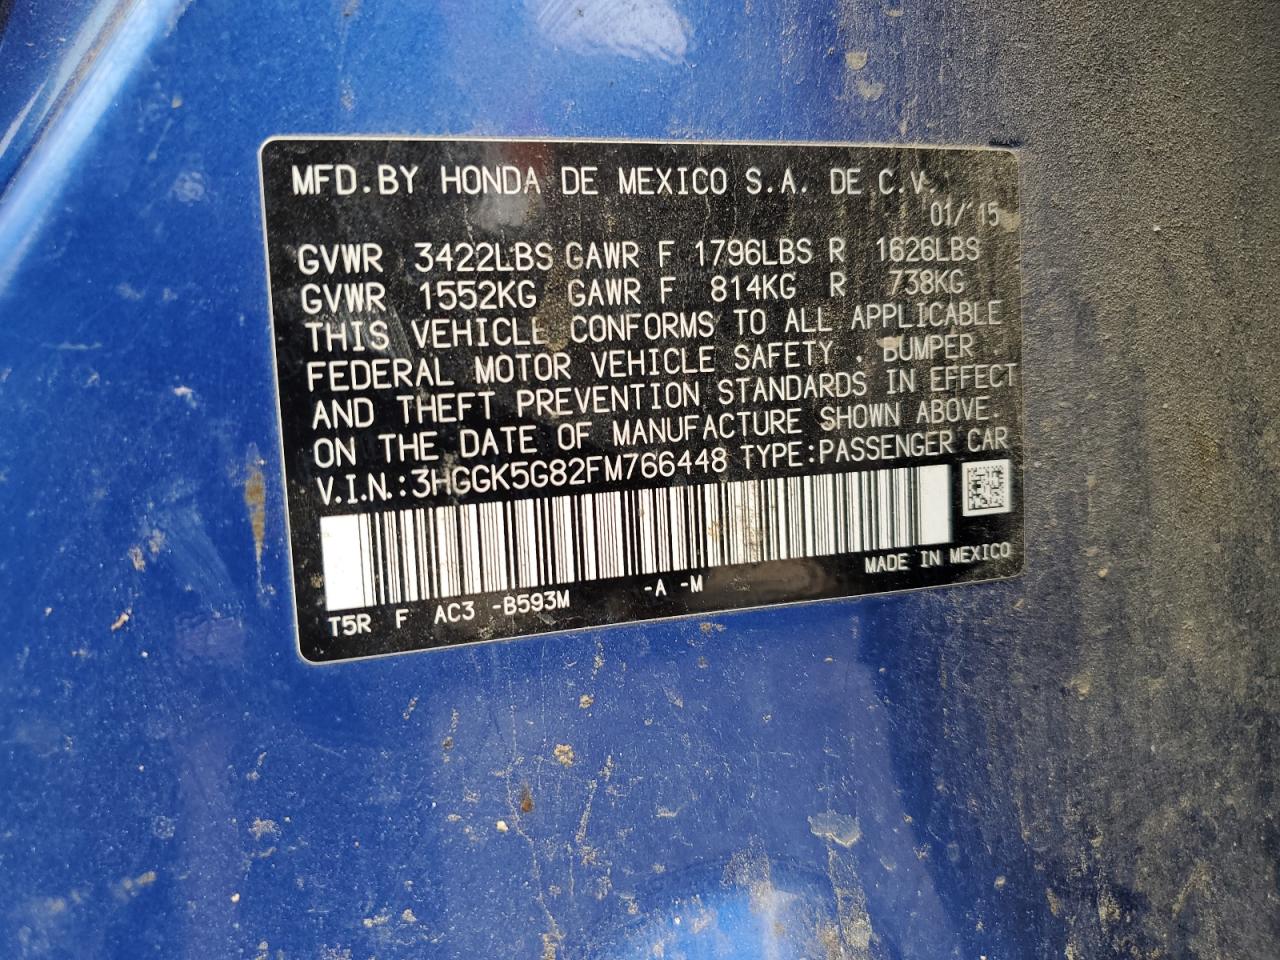 MFD.BY HONDA DE MEXICO S.A. DE C.V.
01/15
GVWR 3422LBS GAWR F 1796LBS R 1626LBS
GVWR 1552KG GAWR F 814KG R 738KG
THIS VEHICLE CONFORMS TO ALL APPLICABLE
FEDERAL MOTOR VEHICLE SAFETY , BUMPER ,
AND THEFT PREVENTION STANDARDS IN EFFECT
ON THE DATE OF MANUFACTURE SHOWN ABOVE.
V.I.N.:3HGGK5G82FM766448 TYPE:PASSENGER CAR
MADE IN MEXICO
T5R F AC3 -B593M -A -M